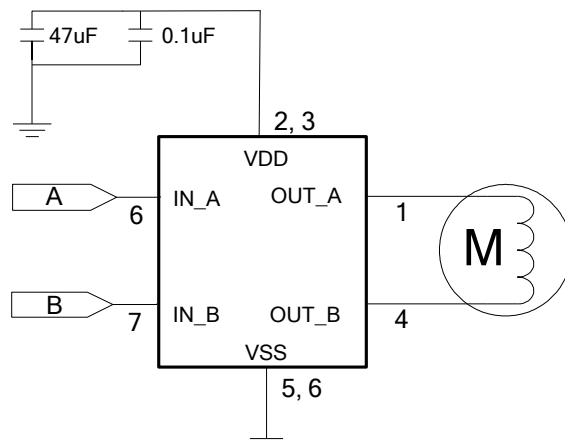 47uF 0.1uF
2, 3
VDD
A
6
IN_A
OUT_A
1
M
B
7
IN_B
OUT_B
4
VSS
5, 6